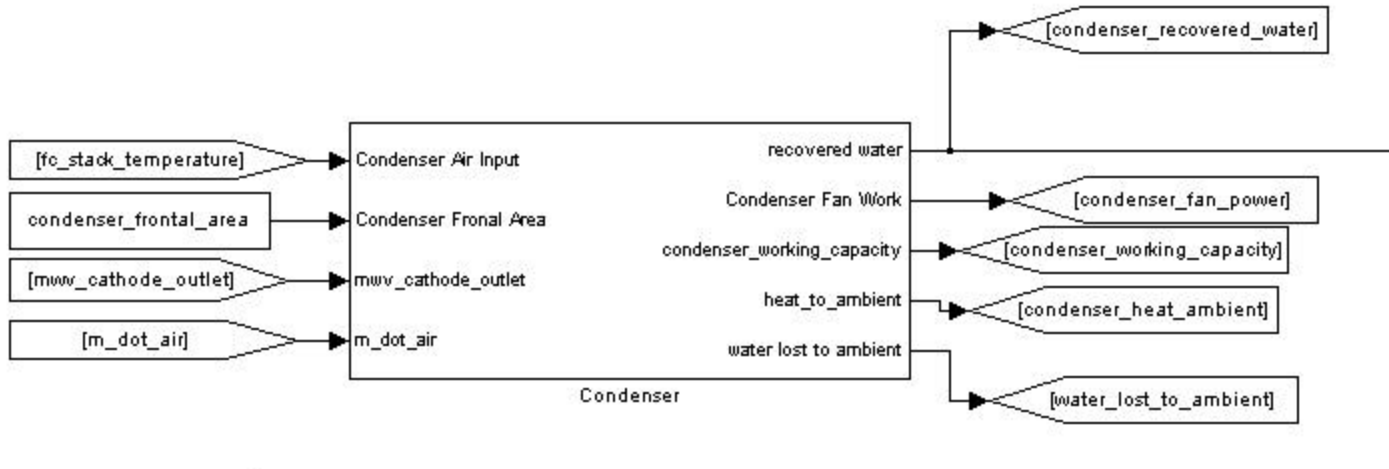 [condenser_recovered_water]
[fc_stack_temperature]
condenser_frontal_area
[mwv_cathode_outlet]
[m_dot_air]
Condenser Air Input
Condenser Fronal Area
mwv_cathode_outlet
m_dot_air
recovered water
Condenser Fan Work
condenser_working_capacity
heat_to_ambient
water lost to ambient
Condenser
[condenser_fan_power]
[condenser_working_capacity]
[condenser_heat_ambient]
[water_lost_to_ambient]